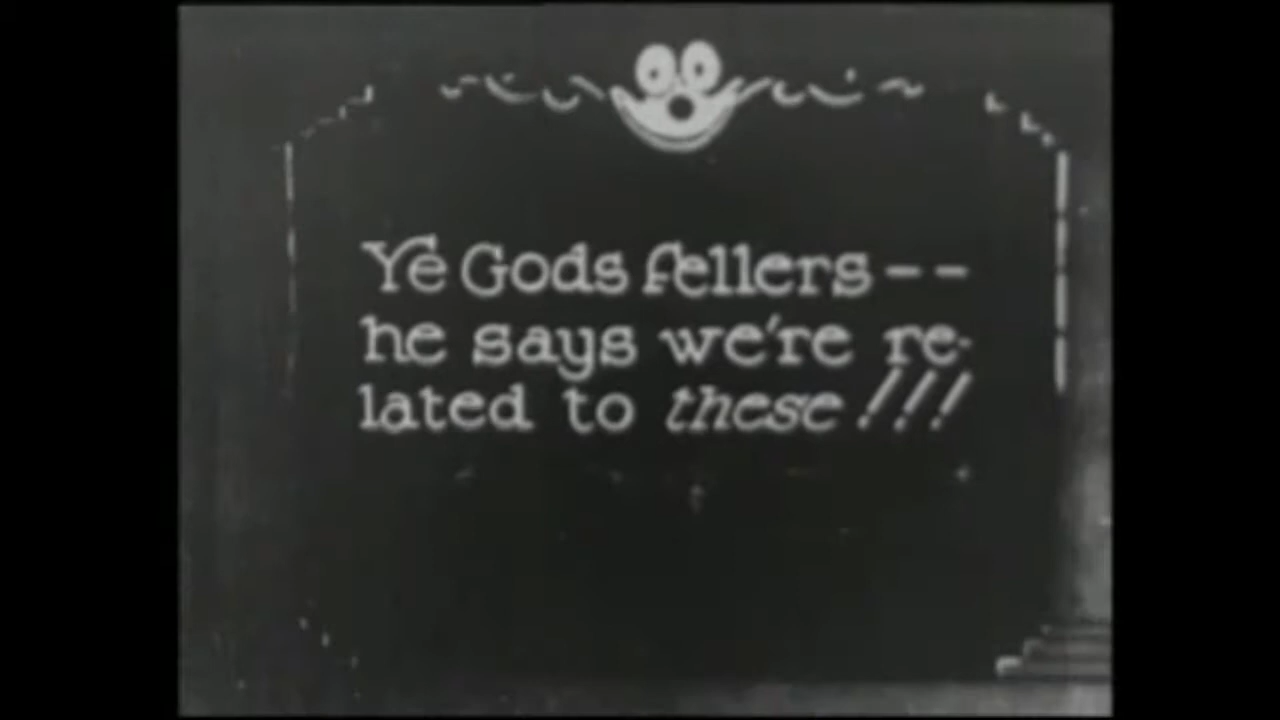 Ye Gods fellers --
he says we're re-
lated to these!!!